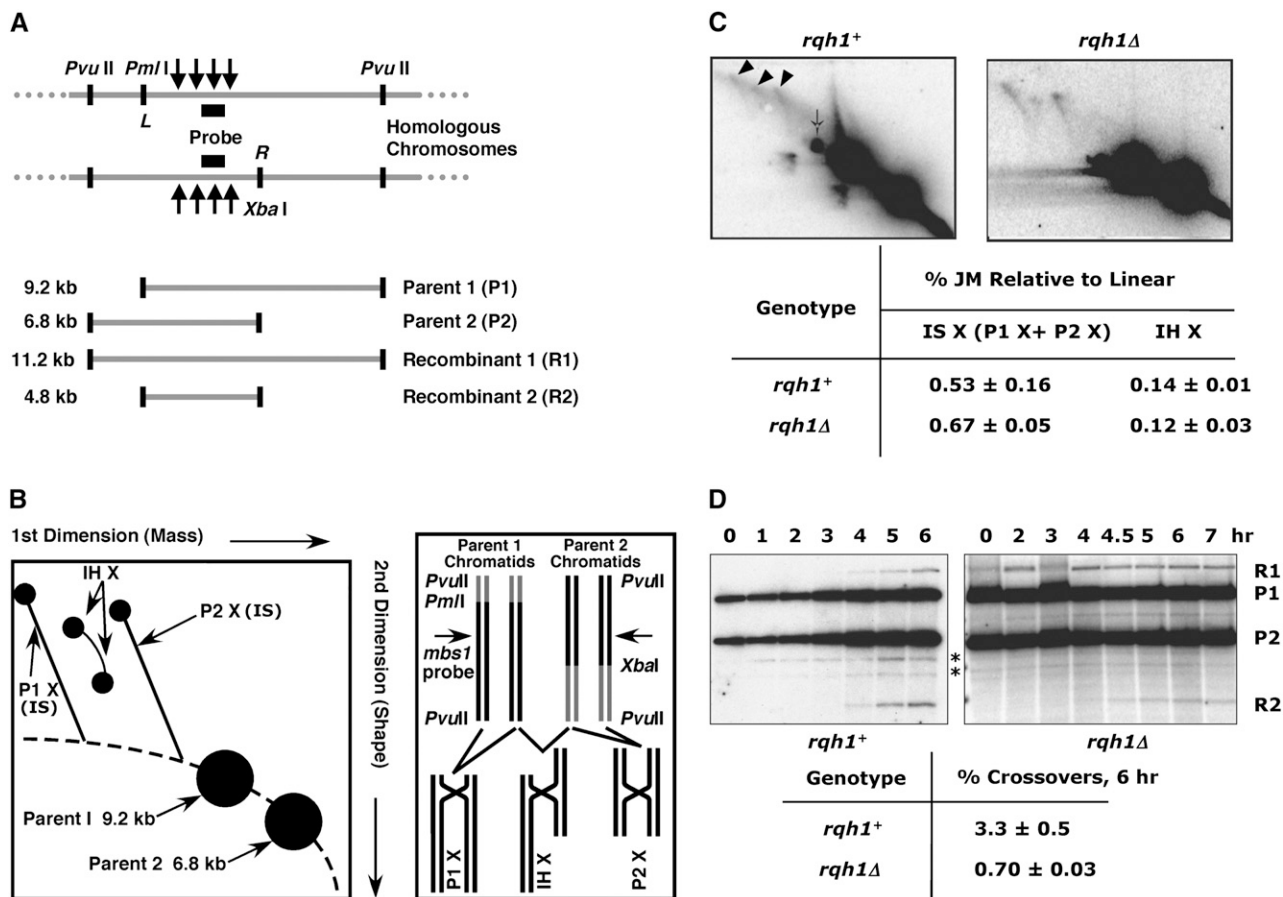 A
Pvu II Pml I Pvu II
L
Probe
Homologous
Chromosomes
R
Xba I
9.2 kb Parent 1 (P1)
6.8 kb Parent 2 (P2)
11.2 kb Recombinant 1 (R1)
4.8 kb Recombinant 2 (R2)
B
1st Dimension (Mass)
2nd Dimension (Shape)
IH X
P2 X (IS)
P1 X
(IS)
Parent I 9.2 kb
Parent 2 6.8 kb
Parent 1 Parent 2
Chromatids Chromatids
PvuII PvuII
PmlI
mbs1
probe
XbaI
PvuII PvuII
P1 X
IH X
P2 X
C
rqh1+ rqh1Δ
Genotype
% JM Relative to Linear
IS X (P1 X+ P2 X) IH X
rqh1+ 0.53 ± 0.16 0.14 ± 0.01
rqh1Δ 0.67 ± 0.05 0.12 ± 0.03
D
0 1 2 3 4 5 6 0 2 3 4 4.5 5 6 7 hr
R1
P1
P2
*
*
R2
rqh1+ rqh1Δ
Genotype % Crossovers, 6 hr
rqh1+ 3.3 ± 0.5
rqh1Δ 0.70 ± 0.03